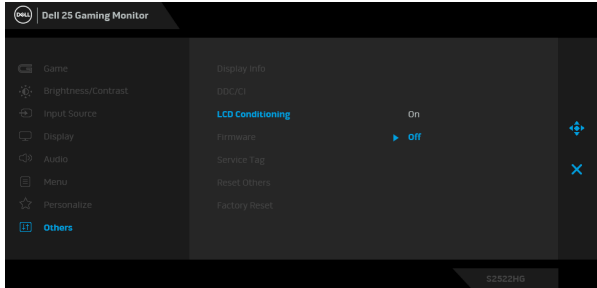 DELL Dell 25 Gaming Monitor
Game
Brightness/Contrast
Input Source
Display
Audio
Menu
Personalize
Others
Display Info
DDC/CI
LCD Conditioning On
Firmware Off
Service Tag
Reset Others
Factory Reset
S2522HG